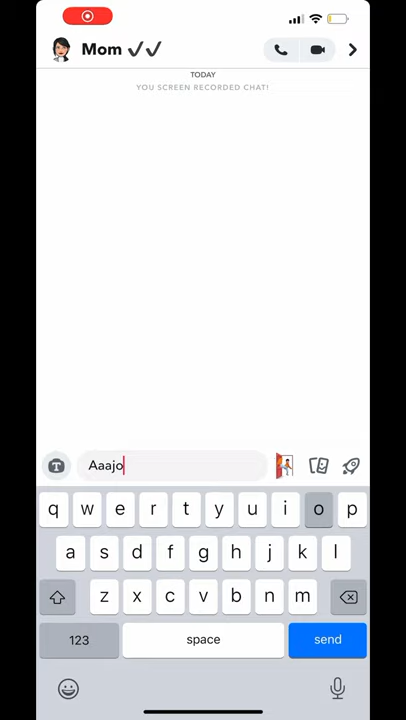 Mom ✓✓
TODAY
YOU SCREEN RECORDED CHAT!
T
Aaajo
q w e r t y u i o p
a s d f g h j k l
z x c v b n m
123 space send